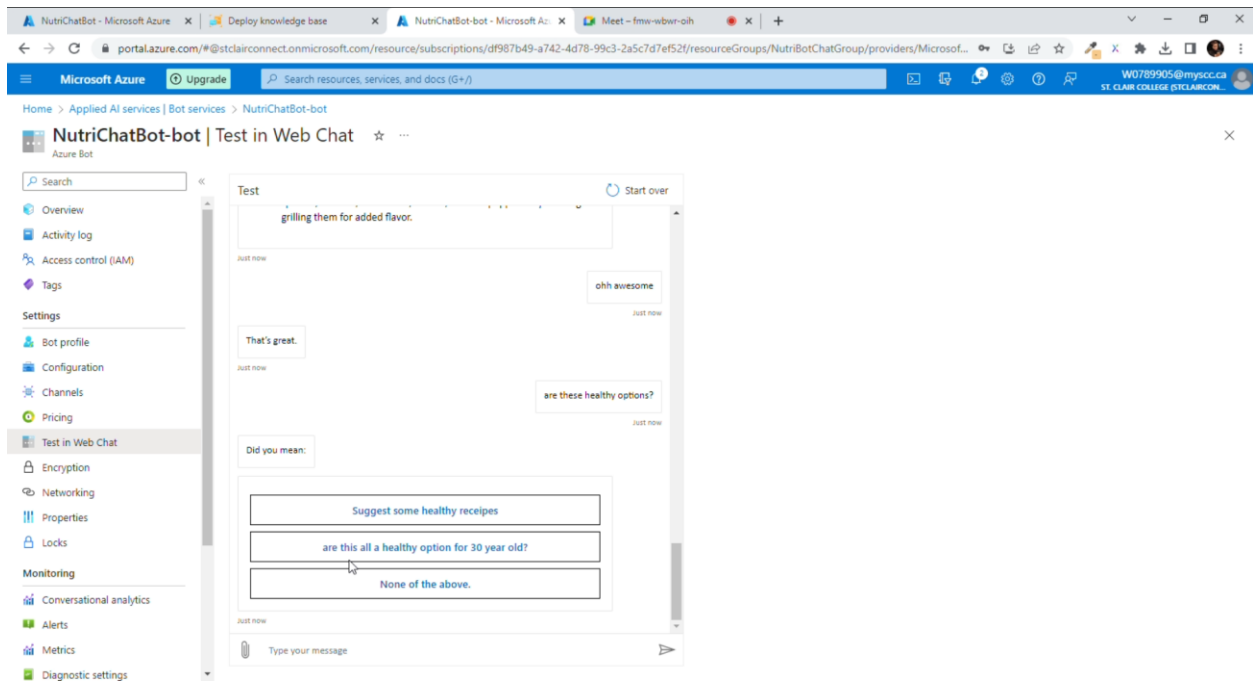 NutriChatBot - Microsoft Azure
Deploy knowledge base
NutriChatBot-bot - Microsoft Az
Meet – fmw-wbwr-oih
portal.azure.com/#@stclairconnect.onmicrosoft.com/resource/subscriptions/df987b49-a742-4d78-99c3-2a5c7d7ef52f/resourceGroups/NutriBotChatGroup/providers/Microsof...
Microsoft Azure
Upgrade
Search resources, services, and docs (G+/)
2
W0789905@myscc.ca
ST. CLAIR COLLEGE (STCLAIRCON...
Home > Applied AI services | Bot services > NutriChatBot-bot
NutriChatBot-bot | Test in Web Chat
Azure Bot
Search
Overview
Activity log
Access control (IAM)
Tags
Settings
Bot profile
Configuration
Channels
Pricing
Test in Web Chat
Encryption
Networking
Properties
Locks
Monitoring
Conversational analytics
Alerts
Metrics
Diagnostic settings
Test
Start over
grilling them for added flavor.
Just now
ohh awesome
Just now
That's great.
Just now
are these healthy options?
Just now
Did you mean:
Suggest some healthy receipes
are this all a healthy option for 30 year old?
None of the above.
Just now
Type your message